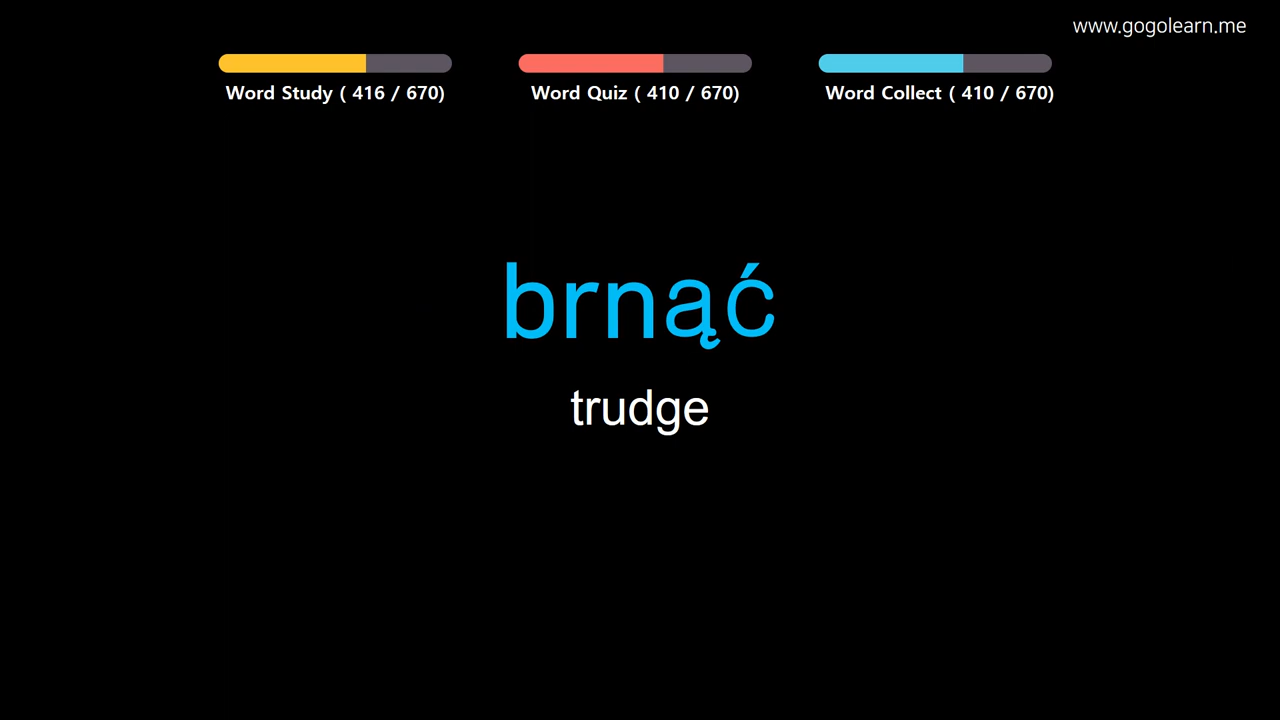 www.gogolearn.me
Word Study ( 416 / 670)
Word Quiz ( 410 / 670)
Word Collect ( 410 / 670)
brnąć
trudge